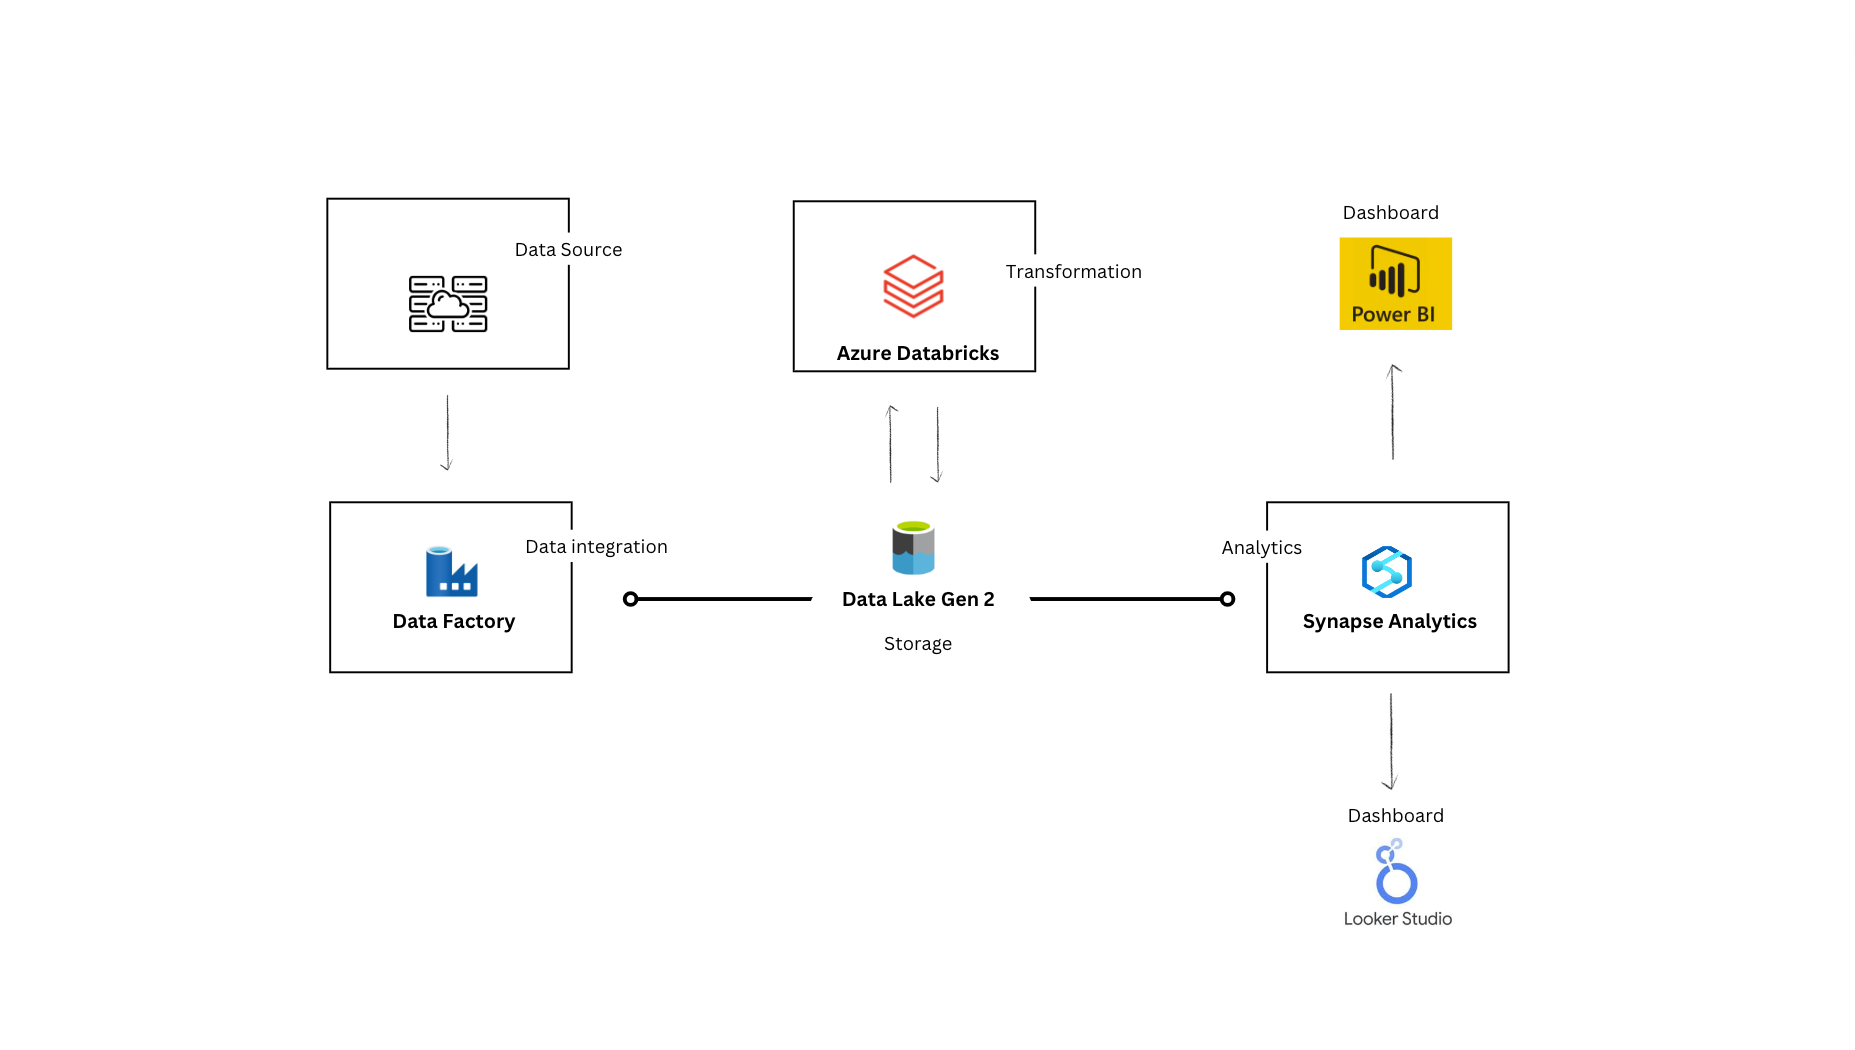 Data Source
Azure Databricks
Transformation
Dashboard
Power BI
Data integration
Data Factory
Data Lake Gen 2
Storage
Analytics
Synapse Analytics
Dashboard
Looker Studio